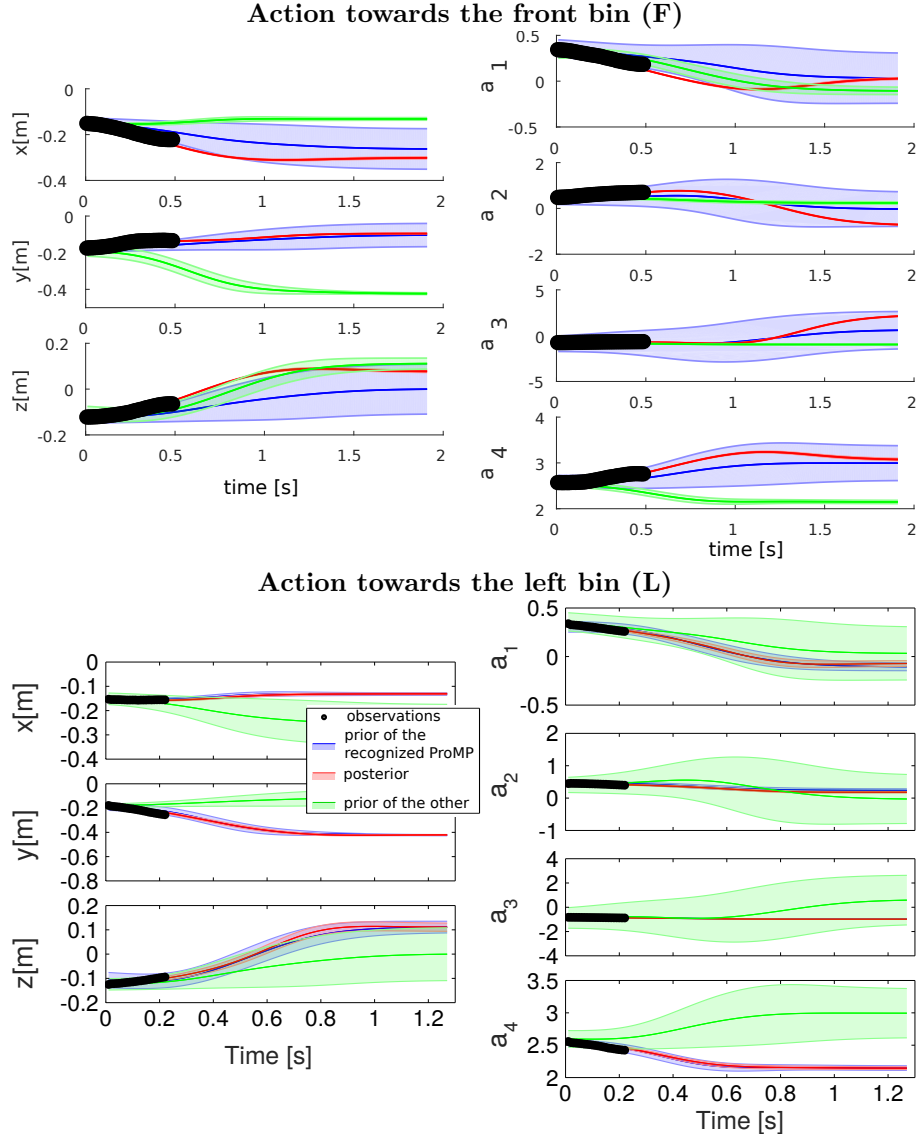 Action towards the front bin (F)
x[m]
0
-0.2
-0.4
0 0.5 1 1.5 2
y[m]
0
-0.2
-0.4
0 0.5 1 1.5 2
z[m]
0.2
0
-0.2
0 0.5 1 1.5 2
time [s]
a 1
0.5
0
-0.5
0 0.5 1 1.5 2
a 2
2
0
-2
0 0.5 1 1.5 2
a 3
5
0
-5
0 0.5 1 1.5 2
a 4
4
3
2
0 0.5 1 1.5 2
time [s]
Action towards the left bin (L)
x[m]
0
-0.1
-0.2
-0.3
-0.4
y[m]
0
-0.2
-0.4
-0.6
-0.8
z[m]
0.2
0.1
0
-0.1
-0.2
0 0.2 0.4 0.6 0.8 1 1.2
Time [s]
observations
prior of the
recognized ProMP
posterior
prior of the other
a1
0.5
0
-0.5
a2
2
1
0
-1
a3
4
2
0
-2
-4
a4
3.5
3
2.5
2
0 0.2 0.4 0.6 0.8 1 1.2
Time [s]